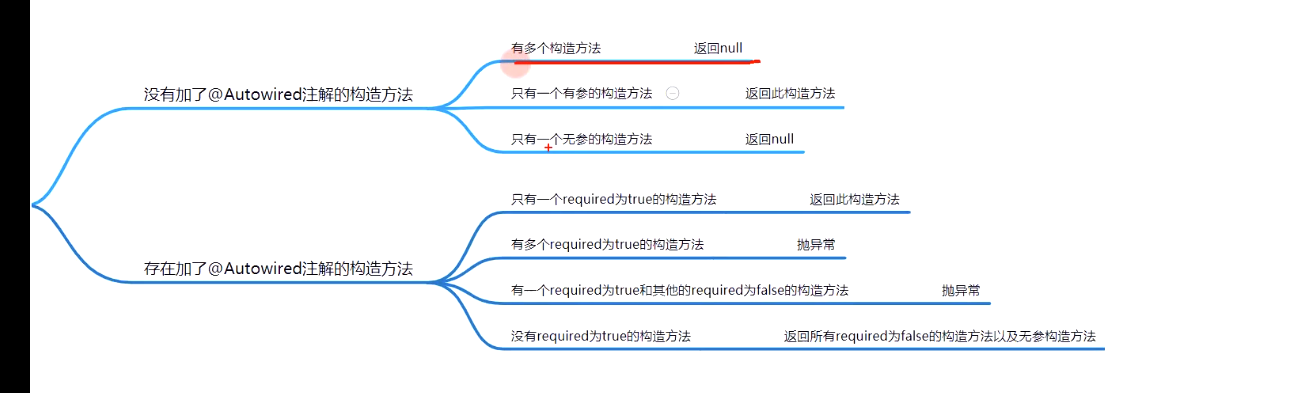 有多个构造方法 返回null
没有加了@Autowired注解的构造方法
只有一个有参的构造方法 返回此构造方法
只有一个无参的构造方法 返回null
只有一个required为true的构造方法 返回此构造方法
有多个required为true的构造方法 抛异常
存在加了@Autowired注解的构造方法
有一个required为true和其他的required为false的构造方法 抛异常
没有required为true的构造方法 返回所有required为false的构造方法以及无参构造方法